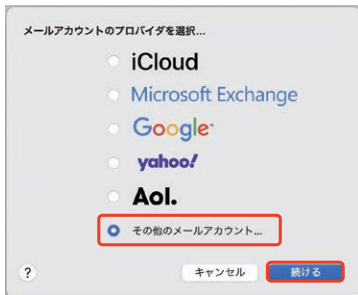 メールアカウントのプロバイダを選択...
iCloud
Microsoft Exchange
Google™
yahoo!
Aol.
その他のメールアカウント...
? キャンセル 続ける